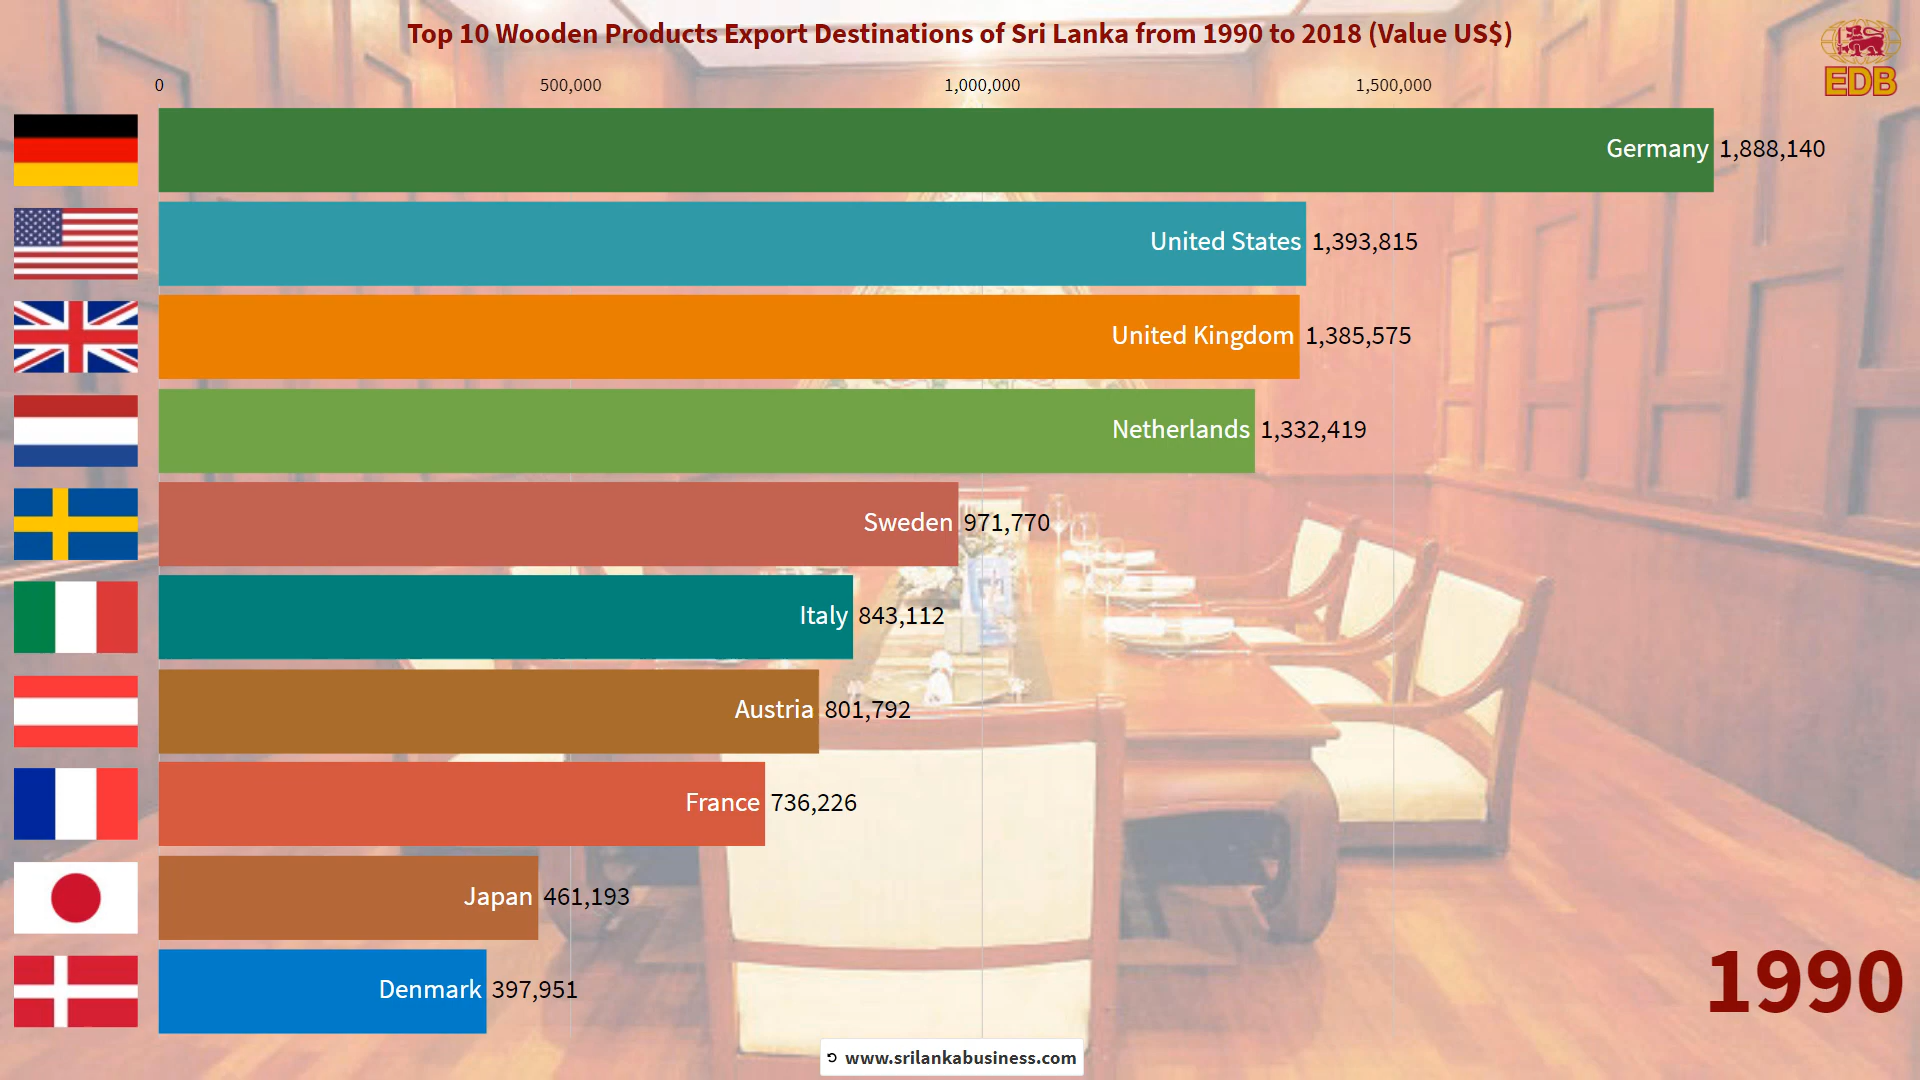 Top 10 Wooden Products Export Destinations of Sri Lanka from 1990 to 2018 (Value US$)
EDB
0 500,000 1,000,000 1,500,000
Germany 1,888,140
United States 1,393,815
United Kingdom 1,385,575
Netherlands 1,332,419
Sweden 971,770
Italy 843,112
Austria 801,792
France 736,226
Japan 461,193
Denmark 397,951
1990
www.srilankabusiness.com